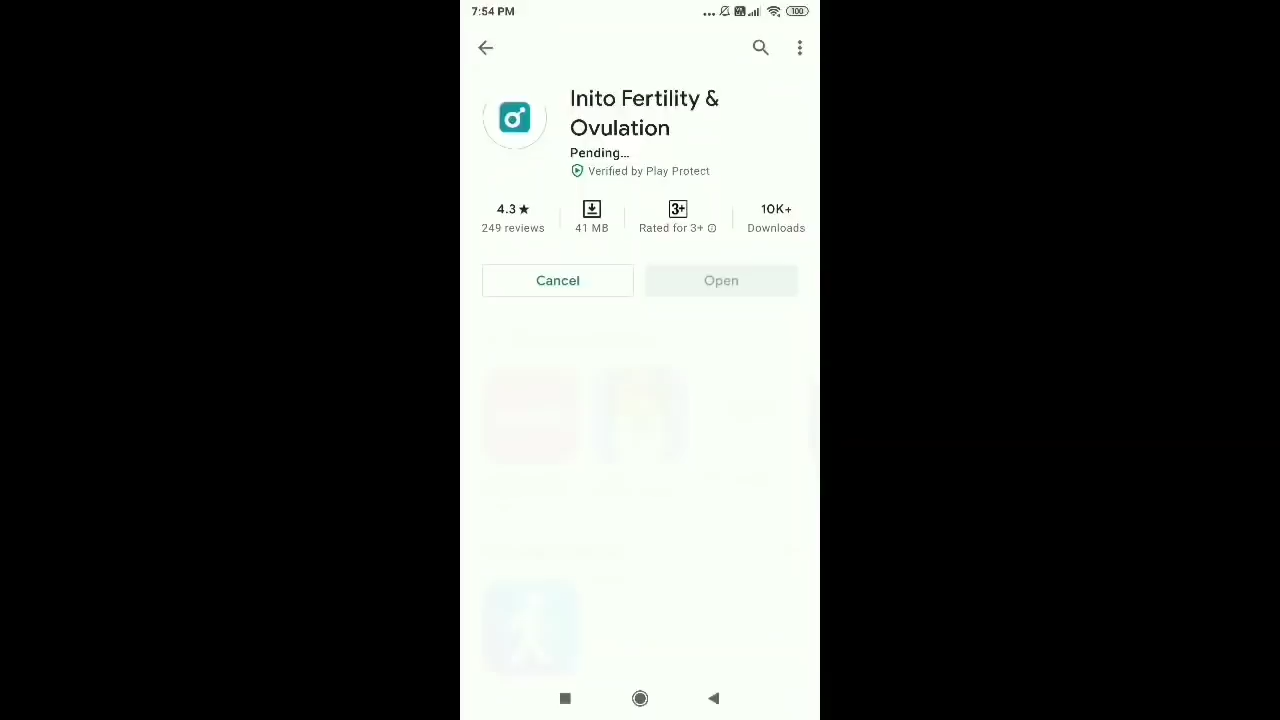 7:54 PM
100
Inito Fertility &
Ovulation
Pending...
Verified by Play Protect
4.3★
249 reviews
41 MB
3+
Rated for 3+
10K+
Downloads
Cancel
Open